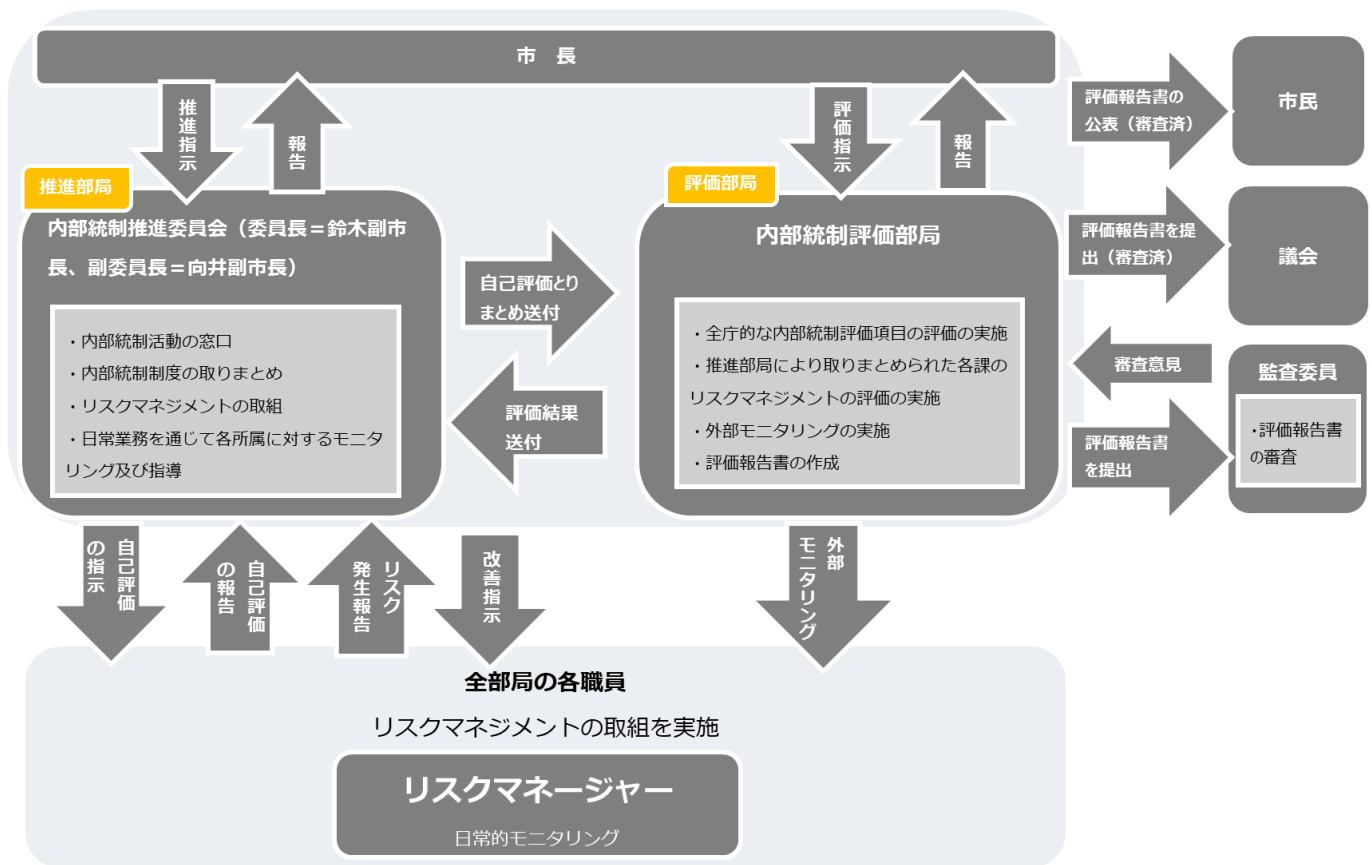 市　長
推進指示
報告
評価指示
報告
推進部局
内部統制推進委員会（委員長＝鈴木副市
長、副委員長＝向井副市長）
・内部統制活動の窓口
・内部統制制度の取りまとめ
・リスクマネジメントの取組
・日常業務を通じて各所属に対するモニタ
リング及び指導
自己評価とり
まとめ送付
評価結果
送付
評価部局
内部統制評価部局
・全庁的な内部統制評価項目の評価の実施
・推進部局により取りまとめられた各課の
リスクマネジメントの評価の実施
・外部モニタリングの実施
・評価報告書の作成
評価報告書の
公表（審査済）
市民
評価報告書を提
出（審査済）
議会
審査意見
評価報告書
を提出
監査委員
・評価報告書
の審査
自己評価
の指示
自己評価
の報告
リスク
発生報告
改善指示
外部
モニタリング
全部局の各職員
リスクマネジメントの取組を実施
リスクマネージャー
日常的モニタリング